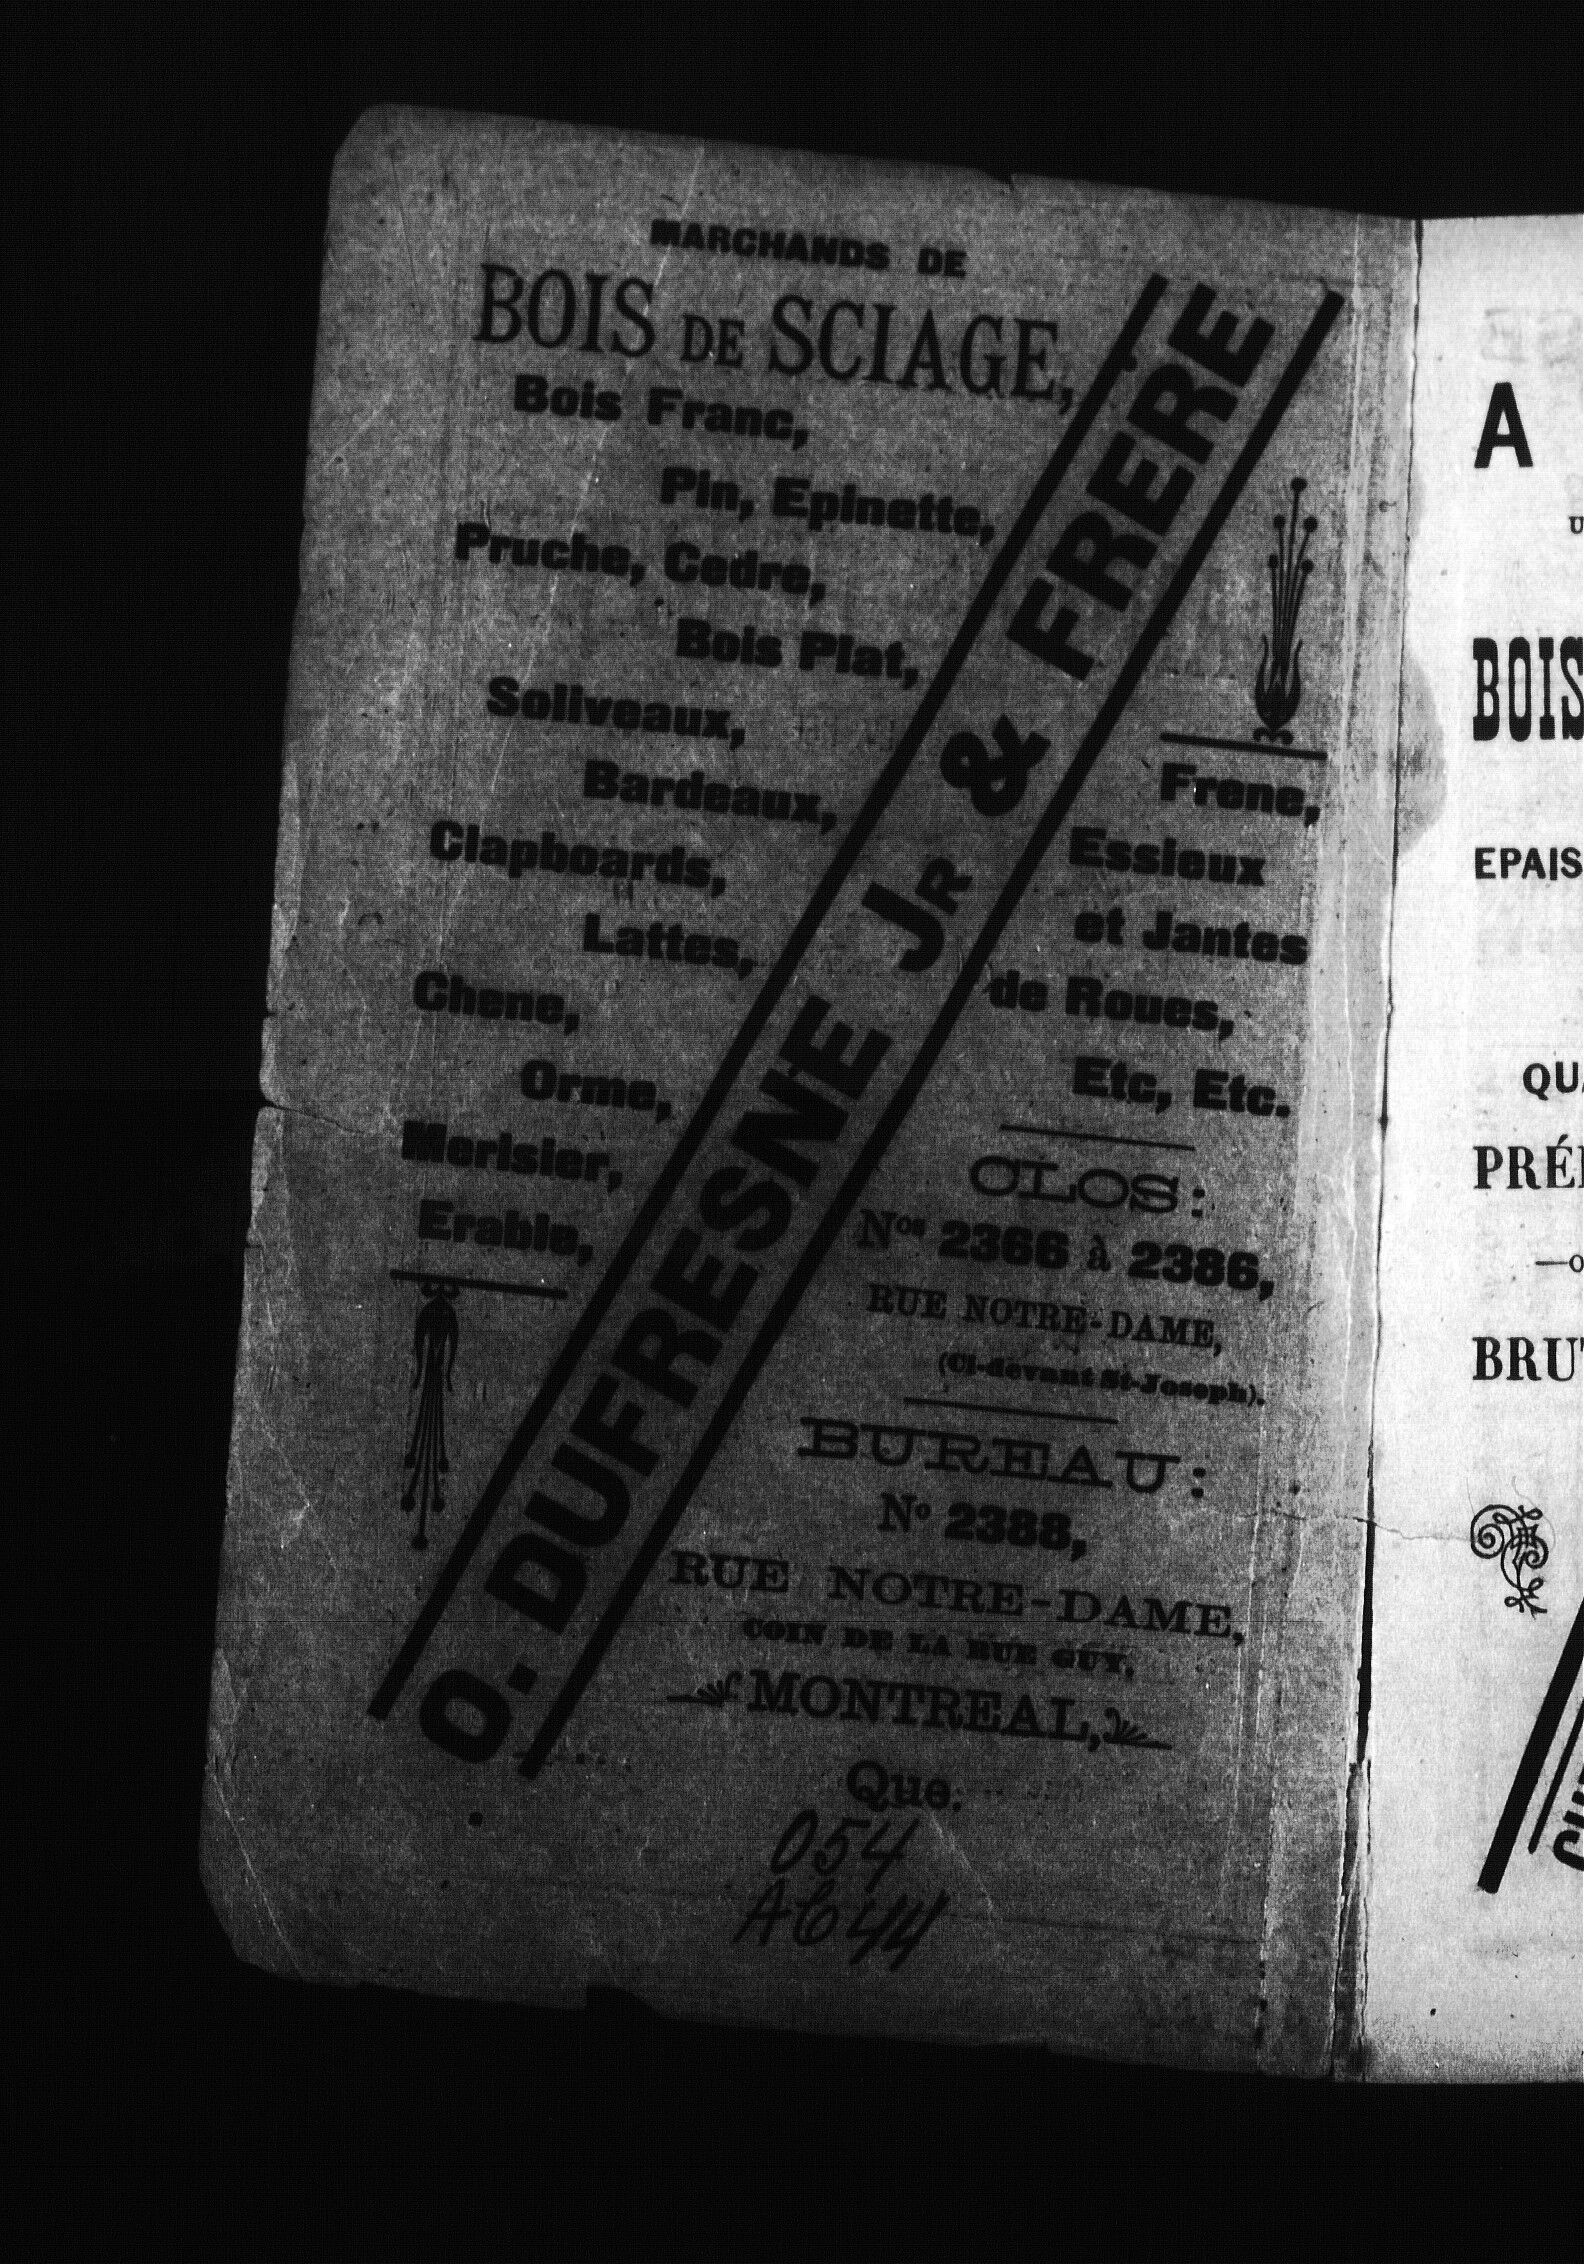 MARCHANDS DE
BOIS DE SCIAGE,
Bois Franc,
Pin, Epinette,
Pruche, Cedre,
Bois Plat,
Soliveaux,
Bardeaux,
Clapboards,
Lattes,
Chene,
Orme,
Merisier,
Erable,
O. DUFRESNE JR & FRERE
Frene,
Essieux
et Jantes
de Roues,
Etc, Etc.
CLOS:
Nos 2366 à 2386,
RUE NOTRE-DAME,
(Ci-devant St-Joseph).
BUREAU:
No 2388,
RUE NOTRE-DAME,
COIN DE LA RUE GUY,
MONTREAL,
Que.
054
AC44
A
BOIS
EPAIS
QUA
BRU